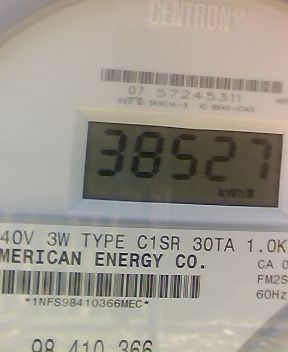 CENTRON
07 57245311
38527
kWh
40V 3W TYPE C1SR 30TA 1.0K
MERICAN ENERGY CO.
CA 0
FM2S
60Hz
*1NFS98410366MEC*
98 410 366